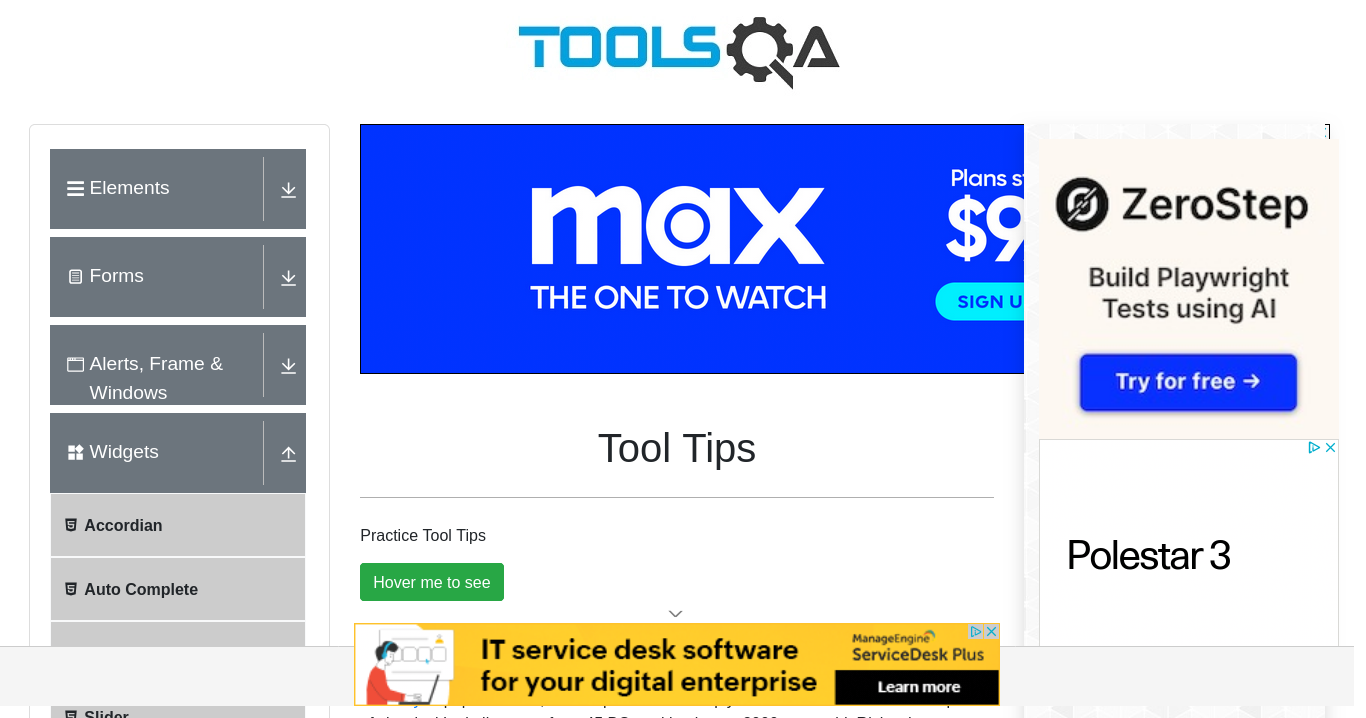 TOOLSQA
Elements
Forms
Alerts, Frame &
Windows
Widgets
Accordian
Auto Complete
Slider
max
THE ONE TO WATCH
Plans
$9
SIGN U
Tool Tips
Practice Tool Tips
Hover me to see
IT service desk software
for your digital enterprise
ManageEngine
ServiceDesk Plus
Learn more
ZeroStep
Build Playwright
Tests using AI
Try for free →
Polestar 3